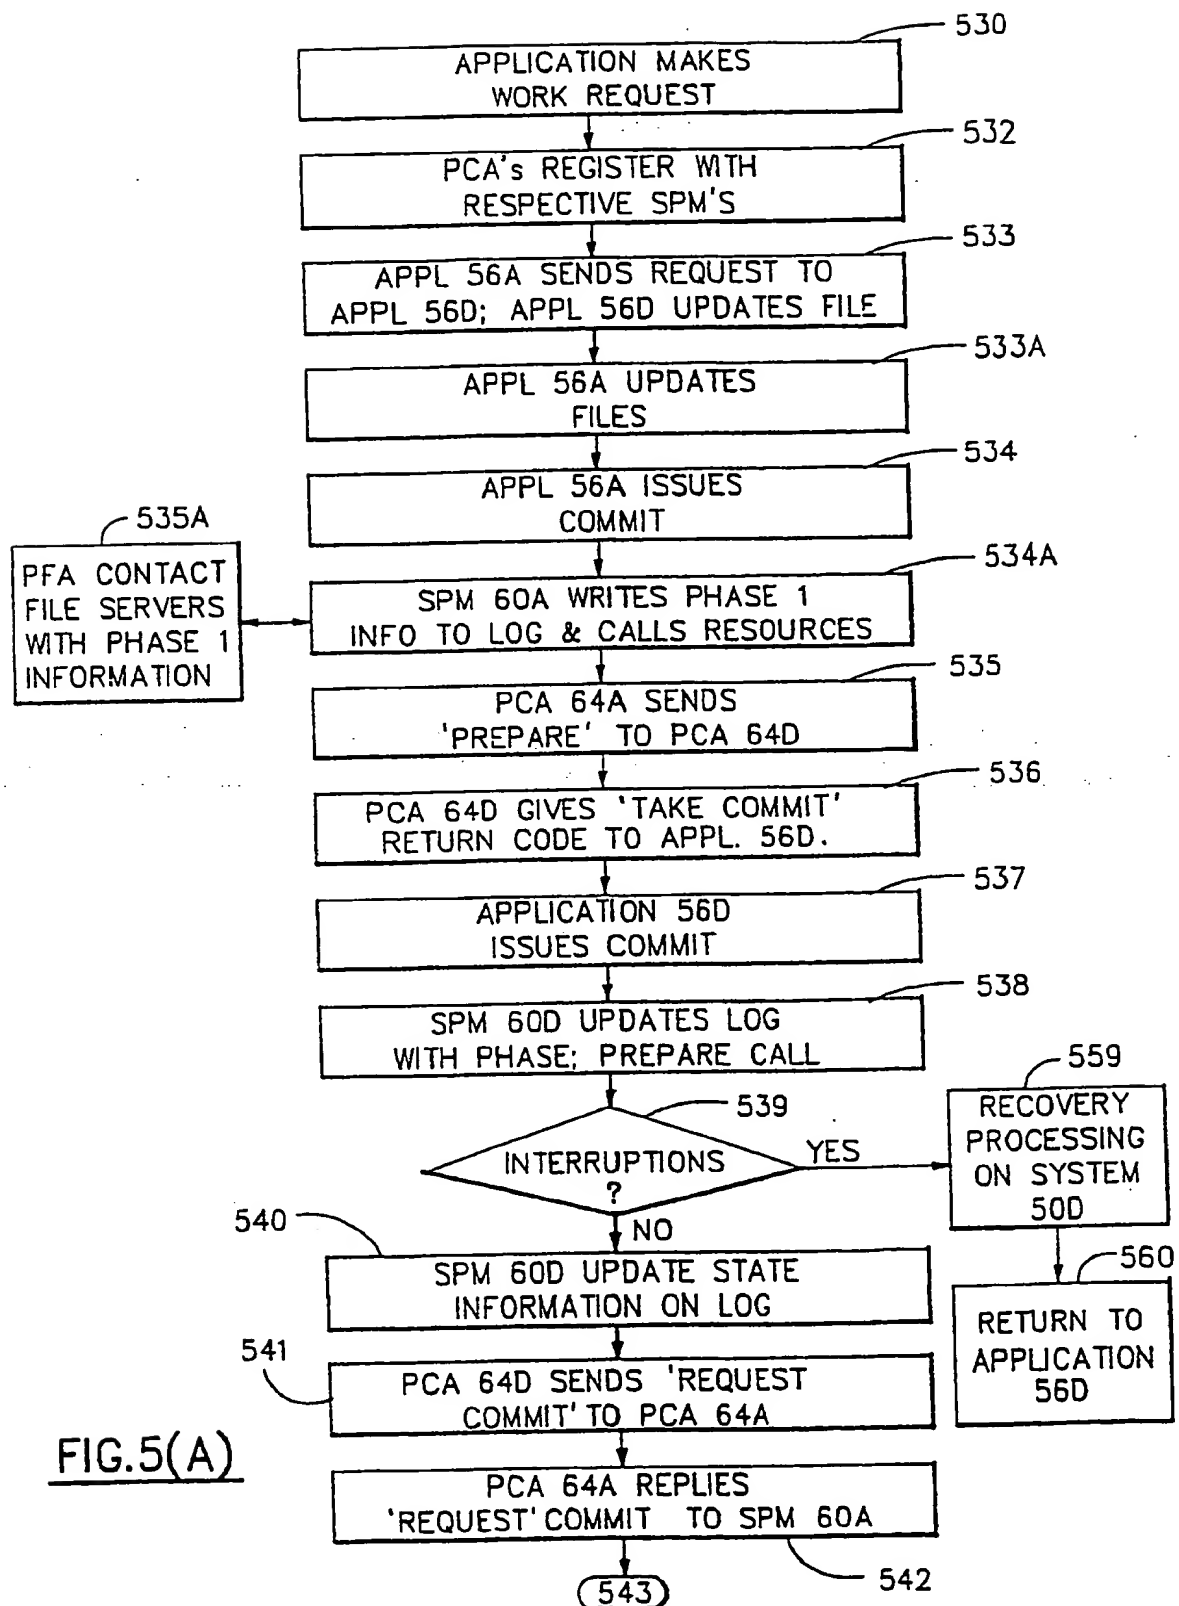 530
APPLICATION MAKES
WORK REQUEST
532
PCA's REGISTER WITH
RESPECTIVE SPM'S
533
APPL 56A SENDS REQUEST TO
APPL 56D; APPL 56D UPDATES FILE
533A
APPL 56A UPDATES
FILES
534
APPL 56A ISSUES
COMMIT
535A
PFA CONTACT
FILE SERVERS
WITH PHASE 1
INFORMATION
534A
SPM 60A WRITES PHASE 1
INFO TO LOG & CALLS RESOURCES
535
PCA 64A SENDS
'PREPARE' TO PCA 64D
536
PCA 64D GIVES 'TAKE COMMIT'
RETURN CODE TO APPL. 56D.
537
APPLICATION 56D
ISSUES COMMIT
538
SPM 60D UPDATES LOG
WITH PHASE; PREPARE CALL
539
INTERRUPTIONS
?
YES
559
RECOVERY
PROCESSING
ON SYSTEM
50D
NO
540
SPM 60D UPDATE STATE
INFORMATION ON LOG
560
RETURN TO
APPLICATION
56D
541
PCA 64D SENDS 'REQUEST
COMMIT' TO PCA 64A
FIG.5(A)
PCA 64A REPLIES
'REQUEST' COMMIT TO SPM 60A
542
543